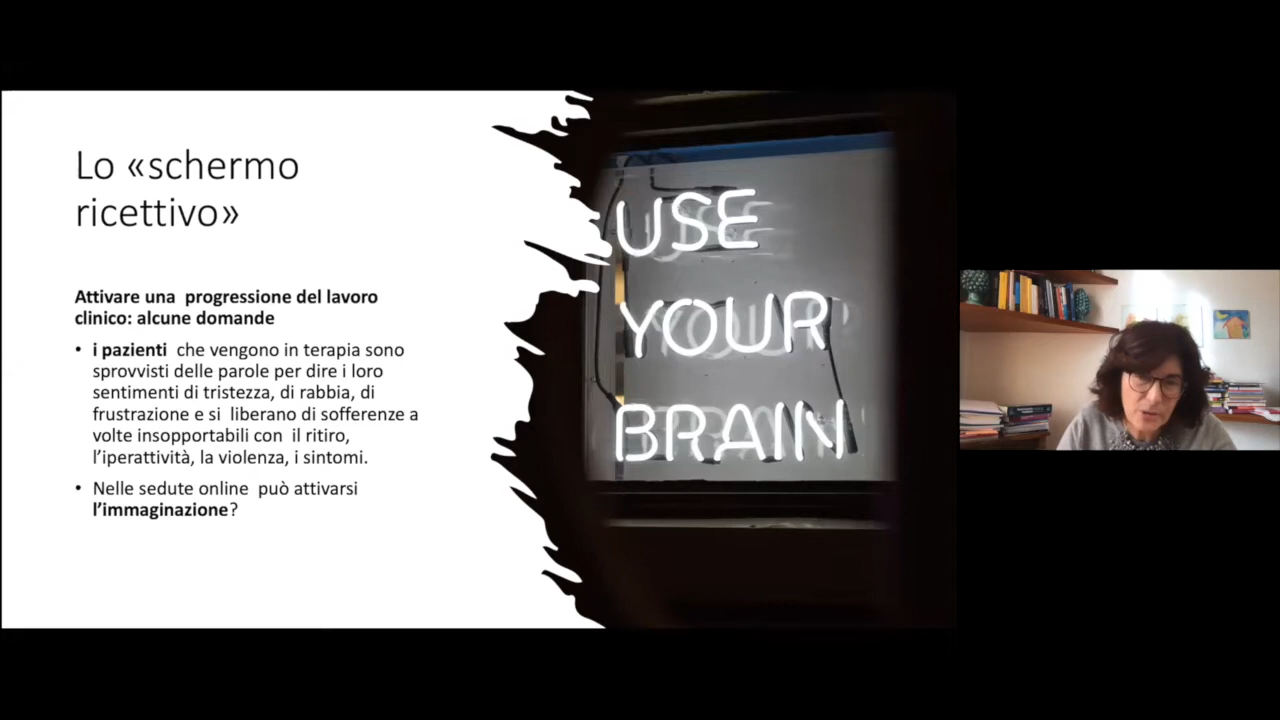 Lo «schermo
ricettivo»
Attivare una  progressione del lavoro
clinico: alcune domande
• i pazienti  che vengono in terapia sono
sprovvisti delle parole per dire i loro
sentimenti di tristezza, di rabbia, di
frustrazione e si  liberano di sofferenze a
volte insopportabili con  il ritiro,
l’iperattività, la violenza, i sintomi.
• Nelle sedute online  può attivarsi
l’immaginazione?
USE
YOUR
BRAIN